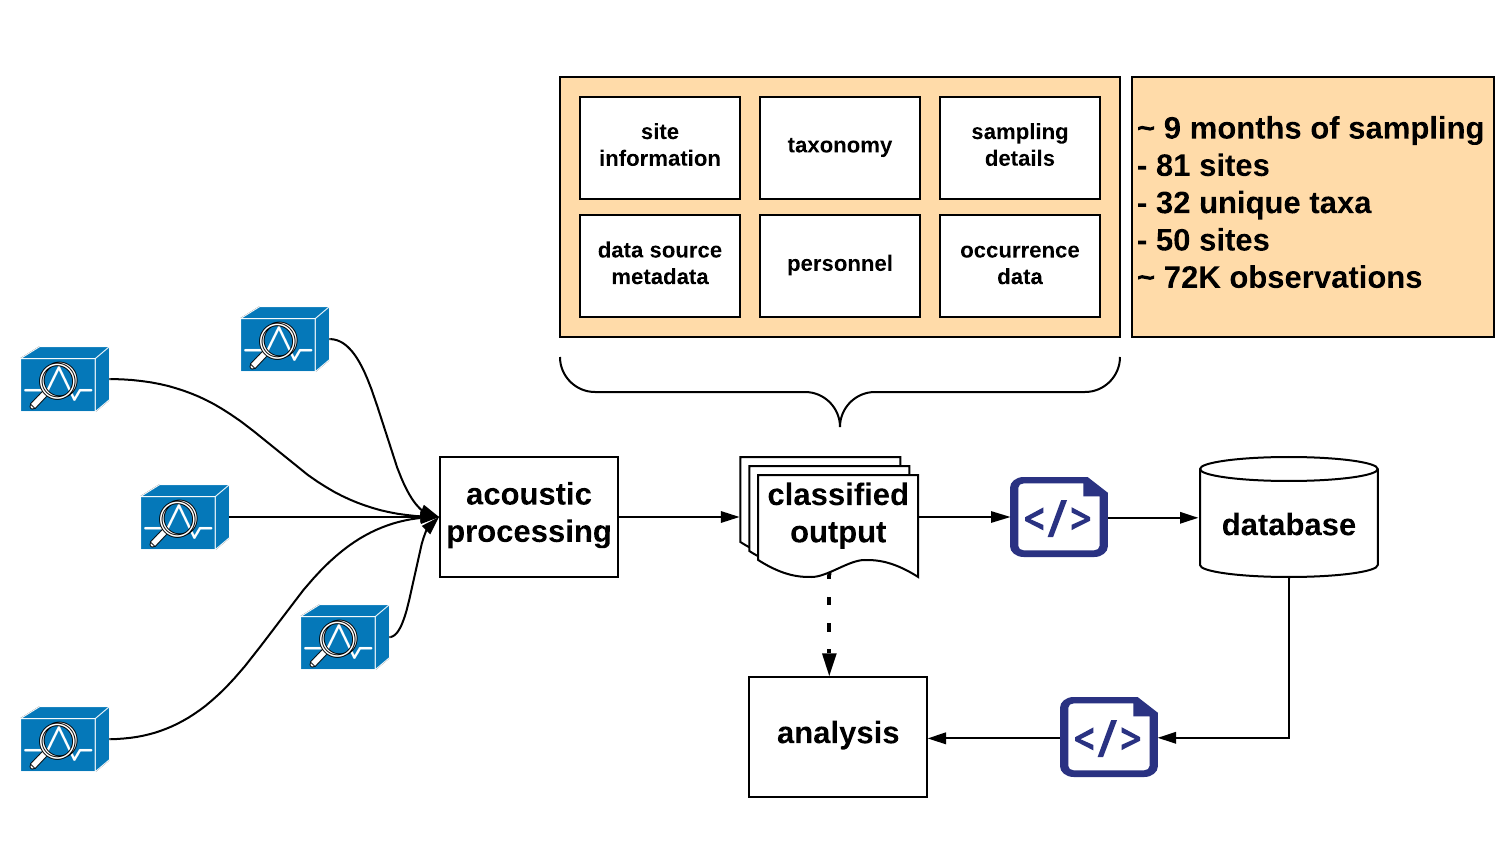 site
information
taxonomy
sampling
details
data source
metadata
personnel
occurrence
data
~ 9 months of sampling
- 81 sites
- 32 unique taxa
- 50 sites
~ 72K observations
acoustic
processing
classified
output
</>
database
analysis
</>